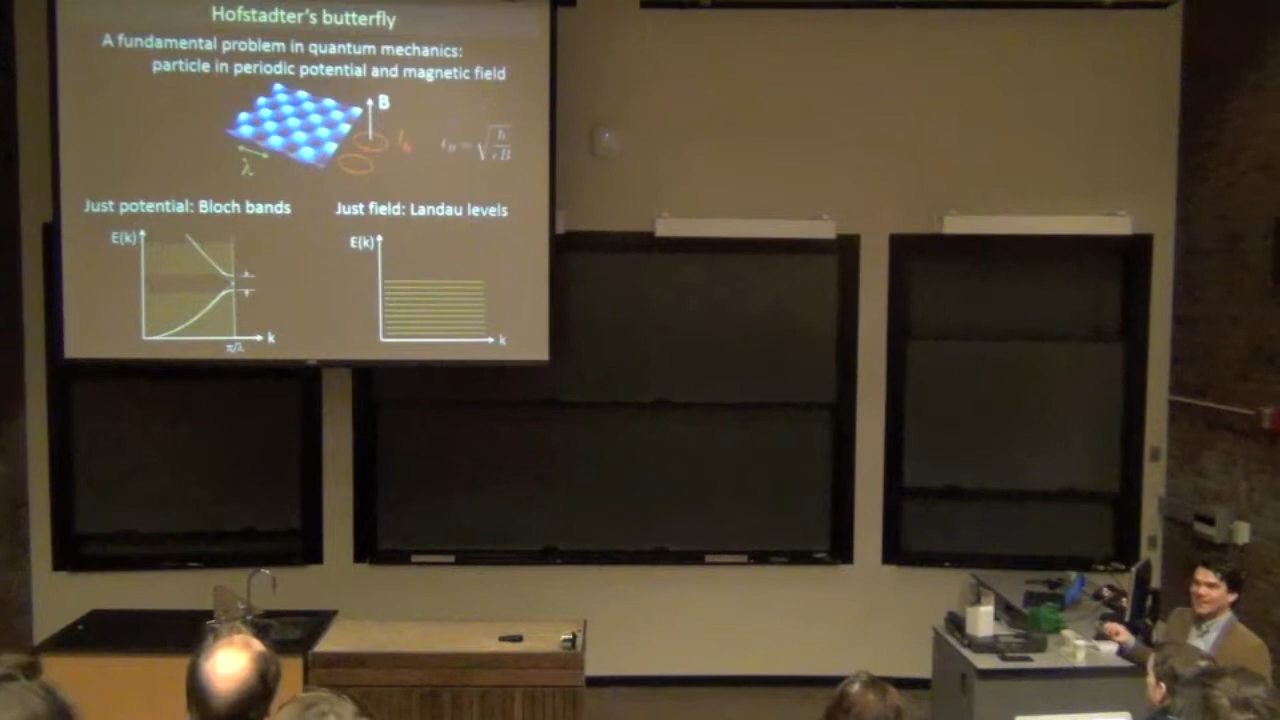 Hofstadter's butterfly
A fundamental problem in quantum mechanics:
particle in periodic potential and magnetic field
B
λ
Just potential: Bloch bands
Just field: Landau levels
E(k)
k
π/λ
E(k)
k